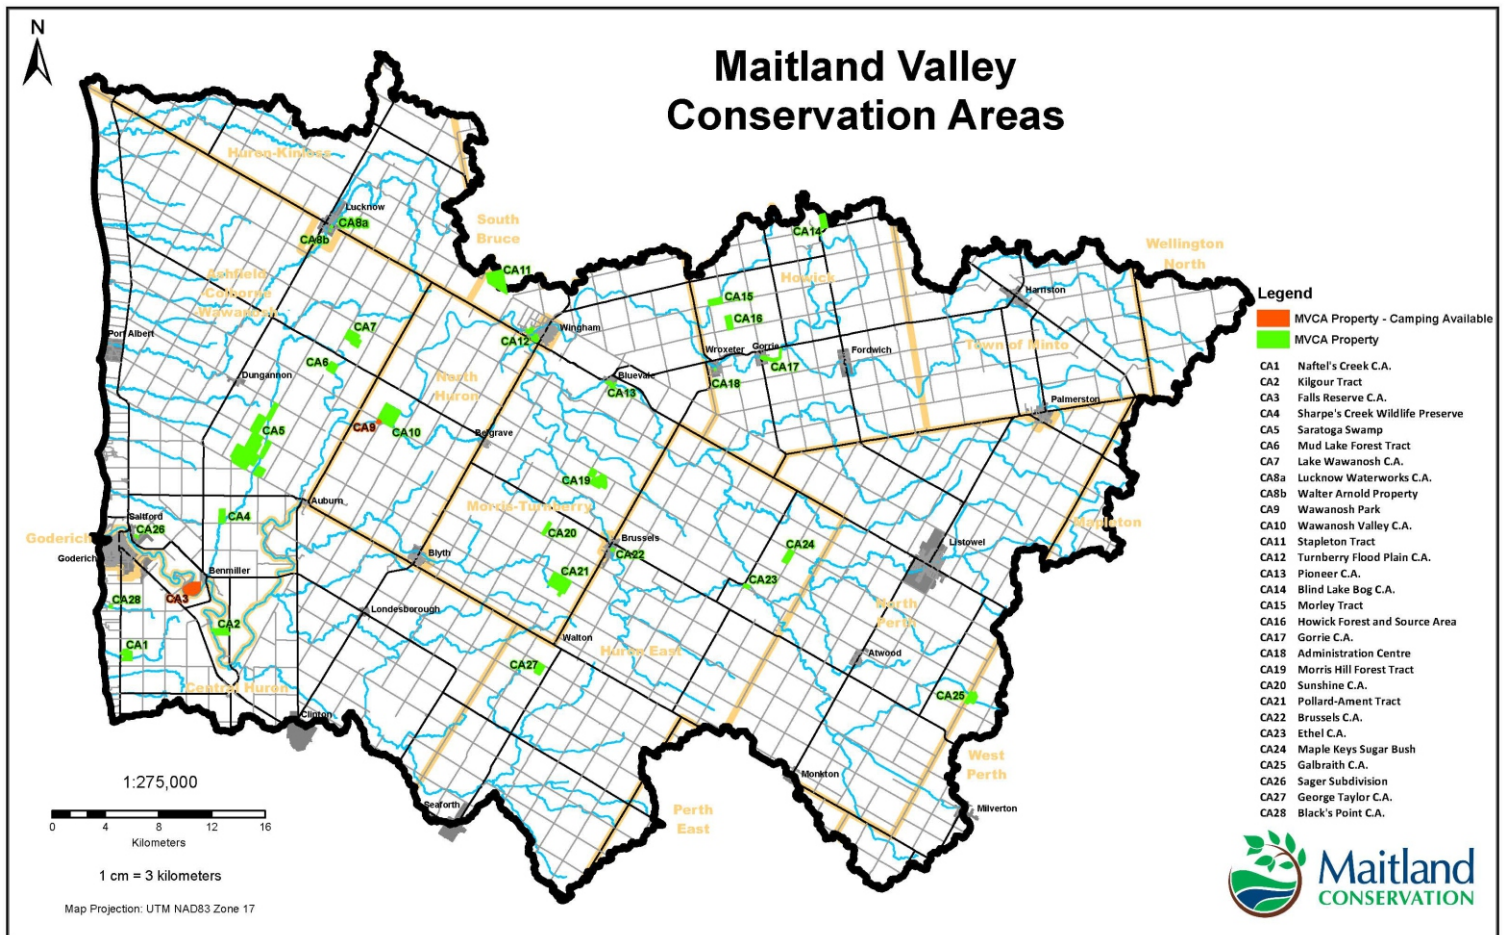 N
Maitland Valley
Conservation Areas
Huron-Kinloss
Lucknow
CA8a
CA8b
South
Bruce
CA14
Wellington
North
Ashfield
-Colborne
-Wawanosh
CA11
Howick
Harriston
CA15
CA16
Port Albert
CA7
Wingham
CA12
Wroxeter
Gorrie
Fordwich
Town of Minto
CA6
CA17
Dungannon
North
Huron
Bluevale
CA13
CA18
Palmerston
CA5
CA9
CA10
Belgrave
CA19
Auburn
Morris-Turnberry
Saltford
CA26
CA4
Mapleton
Goderich
Goderich
CA20
Brussels
CA22
CA24
Listowel
Blyth
Benmiller
CA21
CA23
CA28
CA3
Londesborough
North
Perth
CA2
CA1
Walton
Huron East
Atwood
CA27
Central Huron
CA25
Clinton
West
Perth
Monkton
Seaforth
Perth
East
Milverton
1:275,000
0 4 8 12 16
Kilometers
1 cm = 3 kilometers
Map Projection: UTM NAD83 Zone 17
Legend
MVCA Property - Camping Available
MVCA Property
CA1 Naftel's Creek C.A.
CA2 Kilgour Tract
CA3 Falls Reserve C.A.
CA4 Sharpe's Creek Wildlife Preserve
CA5 Saratoga Swamp
CA6 Mud Lake Forest Tract
CA7 Lake Wawanosh C.A.
CA8a Lucknow Waterworks C.A.
CA8b Walter Arnold Property
CA9 Wawanosh Park
CA10 Wawanosh Valley C.A.
CA11 Stapleton Tract
CA12 Turnberry Flood Plain C.A.
CA13 Pioneer C.A.
CA14 Blind Lake Bog C.A.
CA15 Morley Tract
CA16 Howick Forest and Source Area
CA17 Gorrie C.A.
CA18 Administration Centre
CA19 Morris Hill Forest Tract
CA20 Sunshine C.A.
CA21 Pollard-Ament Tract
CA22 Brussels C.A.
CA23 Ethel C.A.
CA24 Maple Keys Sugar Bush
CA25 Galbraith C.A.
CA26 Sager Subdivision
CA27 George Taylor C.A.
CA28 Black's Point C.A.
Maitland
CONSERVATION